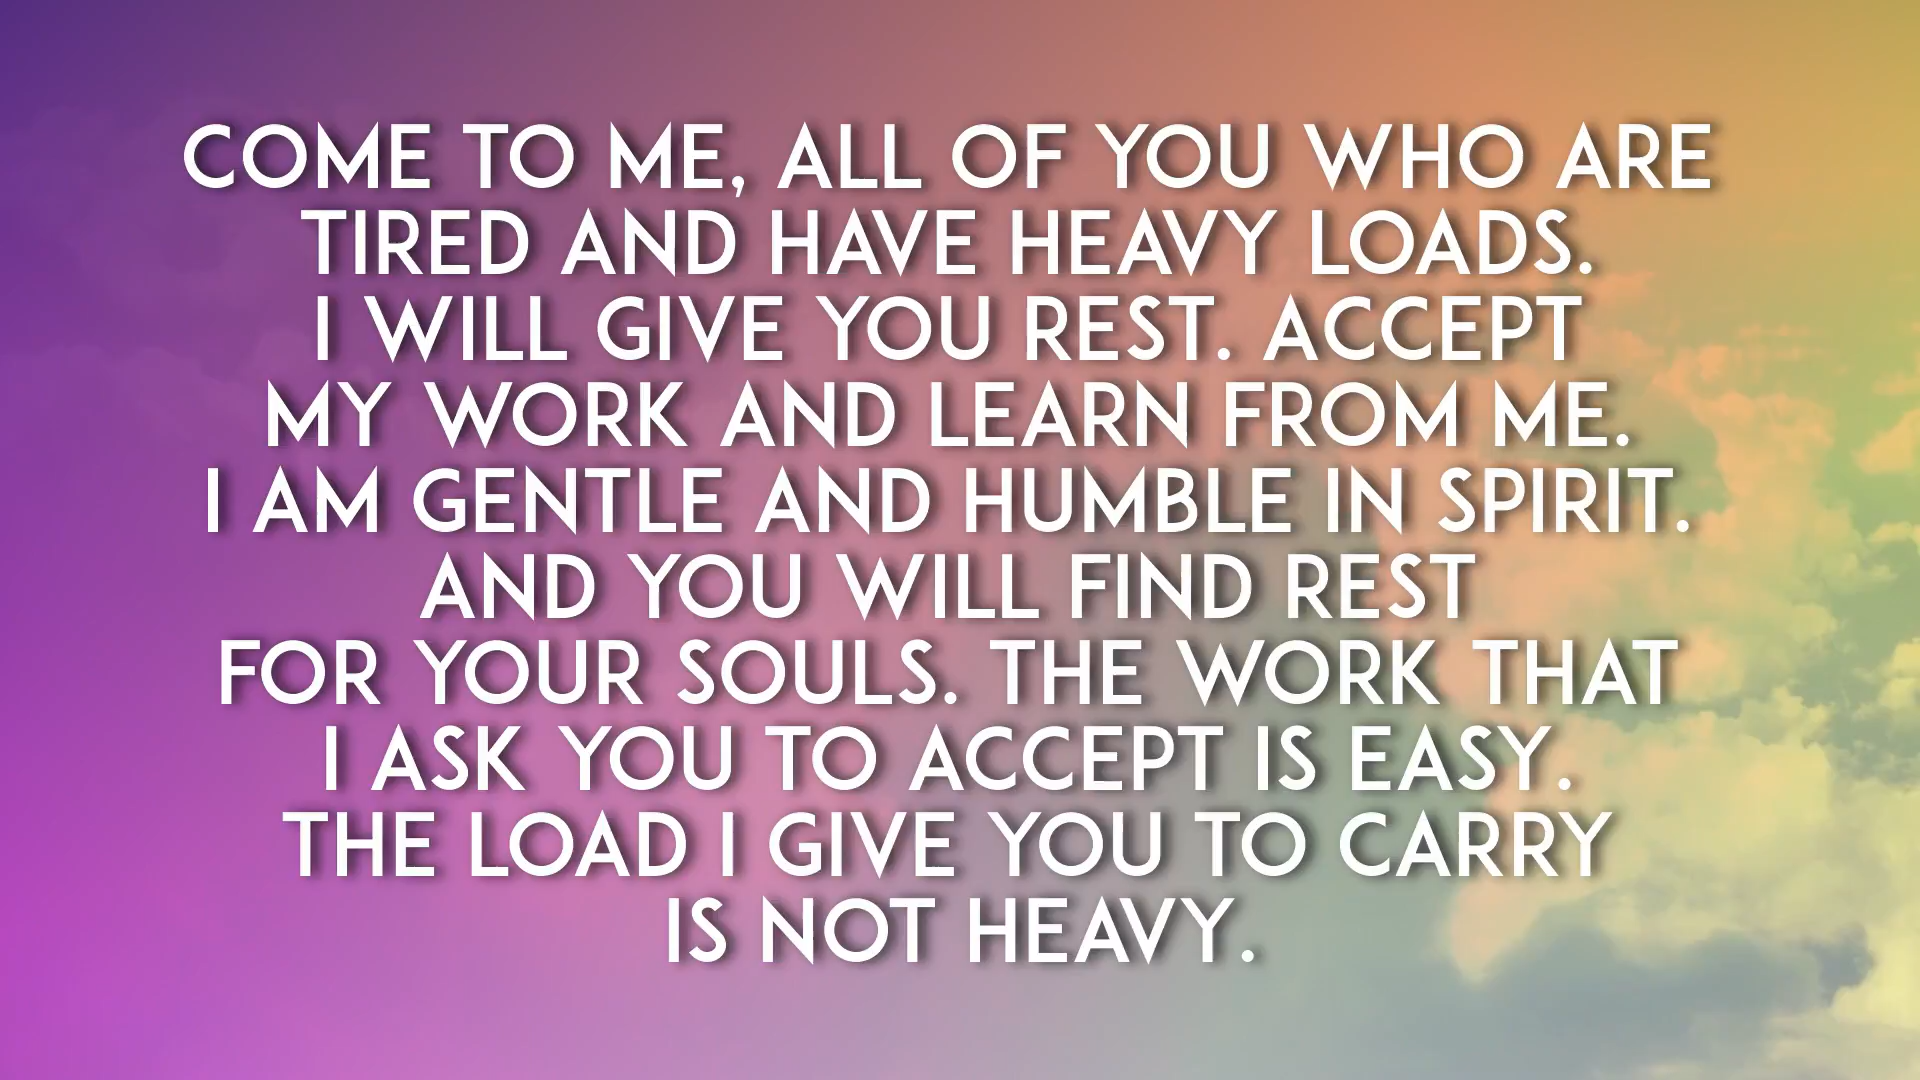 COME TO ME, ALL OF YOU WHO ARE
TIRED AND HAVE HEAVY LOADS.
I WILL GIVE YOU REST. ACCEPT
MY WORK AND LEARN FROM ME.
I AM GENTLE AND HUMBLE IN SPIRIT.
AND YOU WILL FIND REST
FOR YOUR SOULS. THE WORK THAT
I ASK YOU TO ACCEPT IS EASY.
THE LOAD I GIVE YOU TO CARRY
IS NOT HEAVY.